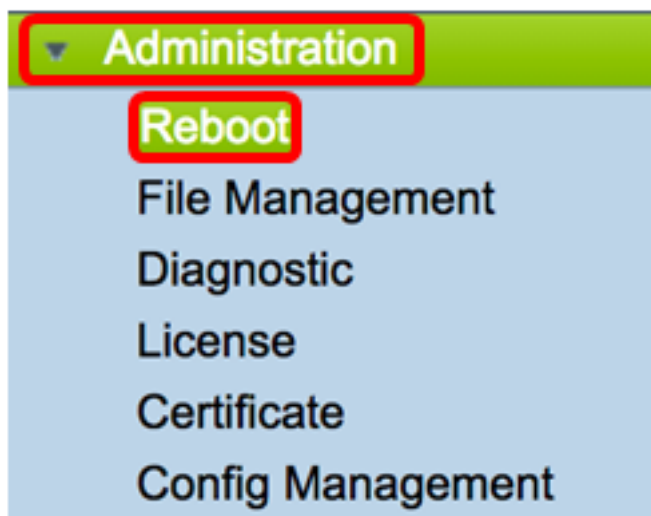 Administration
Reboot
File Management
Diagnostic
License
Certificate
Config Management